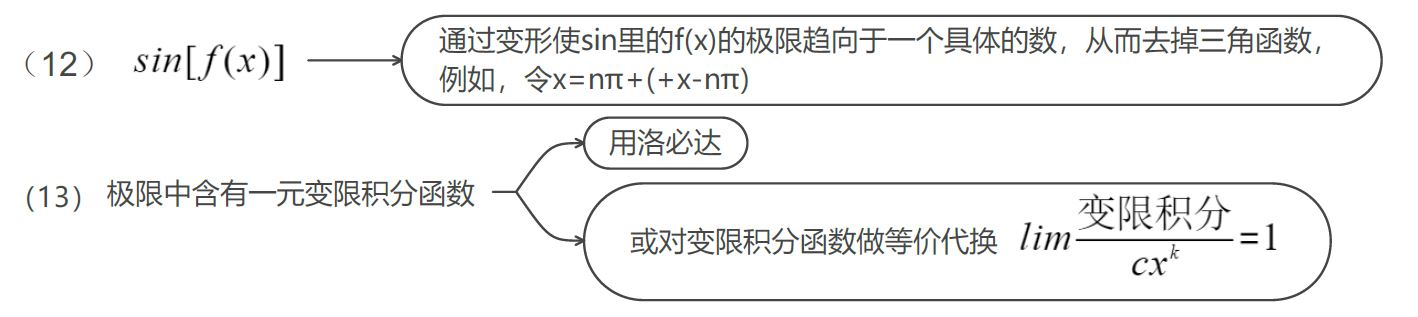 （12） sin[f(x)]
通过变形使sin里的f(x)的极限趋向于一个具体的数，从而去掉三角函数，
例如，令x=nπ+(+x-nπ)
用洛必达
(13) 极限中含有一元变限积分函数
或对变限积分函数做等价代换 lim 变限积分/cx^k =1